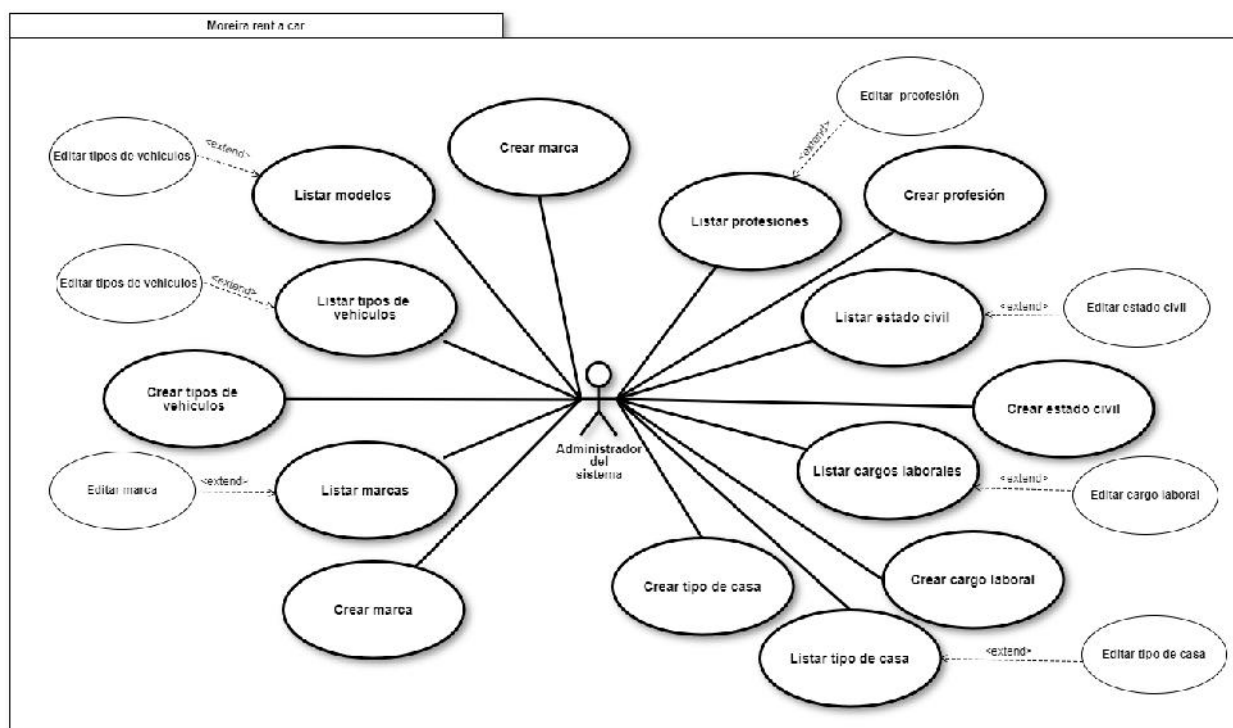 Moreira rent a car
Editar preofesión
<extend>
Crear marca
Editar tipos de vehiculos
<extend>
Listar modelos
Listar profesiones
Crear profesión
Editar tipos de vehiculos
<extend>
Listar tipos de
vehiculos
Listar estado civil
<extend>
Editar estado civil
Crear tipos de
vehiculos
Crear estado civil
Administrador
del
sistema
Listar cargos laborales
<extend>
Editar cargo laboral
Editar marca
<extend>
Listar marcas
Crear tipo de casa
Crear cargo laboral
Crear marca
Listar tipo de casa
<extend>
Editar tipo de casa